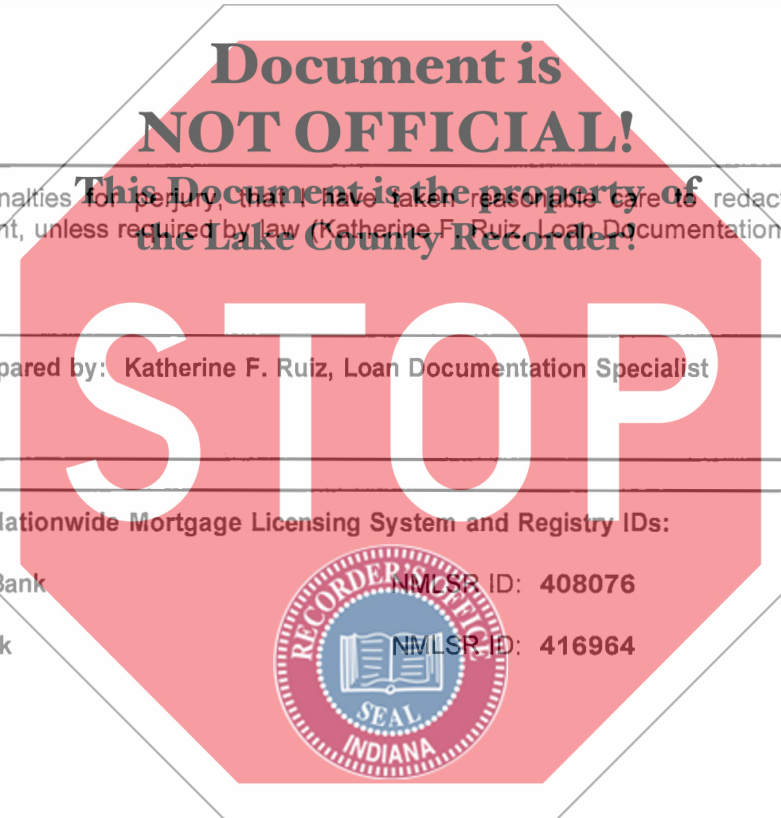 Document is
NOT OFFICIAL!
This Document is the property of
the Lake County Recorder!
nalties for perjury, that I have taken reasonable care to redac
nt, unless required by law (Katherine F. Ruiz, Loan Documentation
pared by: Katherine F. Ruiz, Loan Documentation Specialist
STOP
Nationwide Mortgage Licensing System and Registry IDs:
Bank NMLSR ID: 408076
k NMLSR ID: 416964
RECORDER'S OFFICE
SEAL
INDIANA